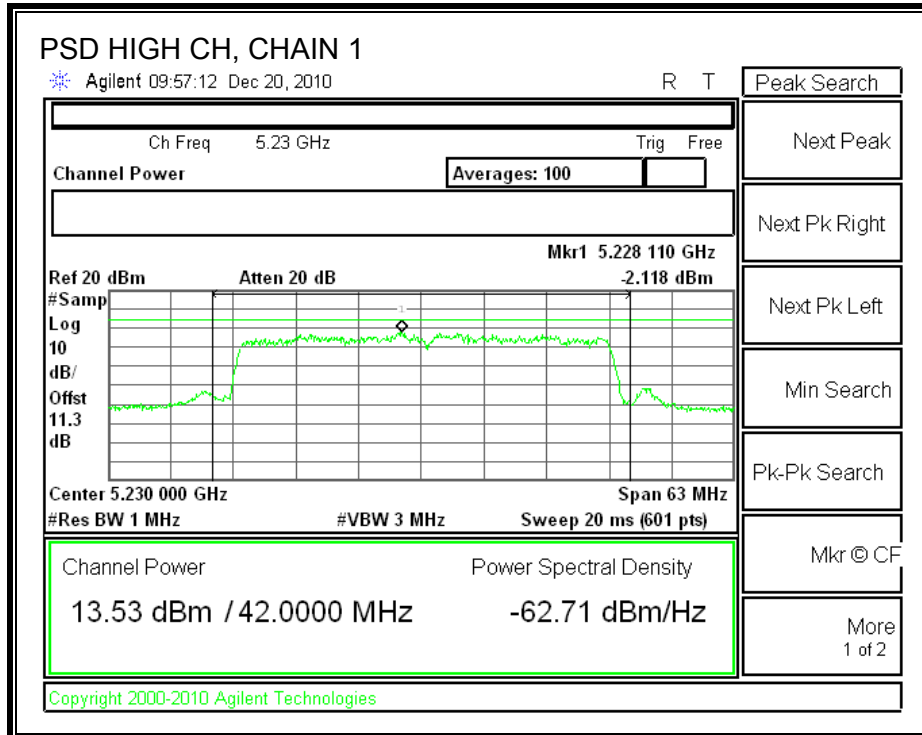 PSD HIGH CH, CHAIN 1
Agilent 09:57:12 Dec 20, 2010 R T
Peak Search
Ch Freq 5.23 GHz Trig Free
Channel Power Averages: 100
Mkr1 5.228 110 GHz
Ref 20 dBm Atten 20 dB -2.118 dBm
#Samp
Log
10
dB/
Offst
11.3
dB
1
Center 5.230 000 GHz Span 63 MHz
#Res BW 1 MHz #VBW 3 MHz Sweep 20 ms (601 pts)
Channel Power Power Spectral Density
13.53 dBm / 42.0000 MHz -62.71 dBm/Hz
Copyright 2000-2010 Agilent Technologies
Next Peak
Next Pk Right
Next Pk Left
Min Search
Pk-Pk Search
Mkr © CF
More
1 of 2